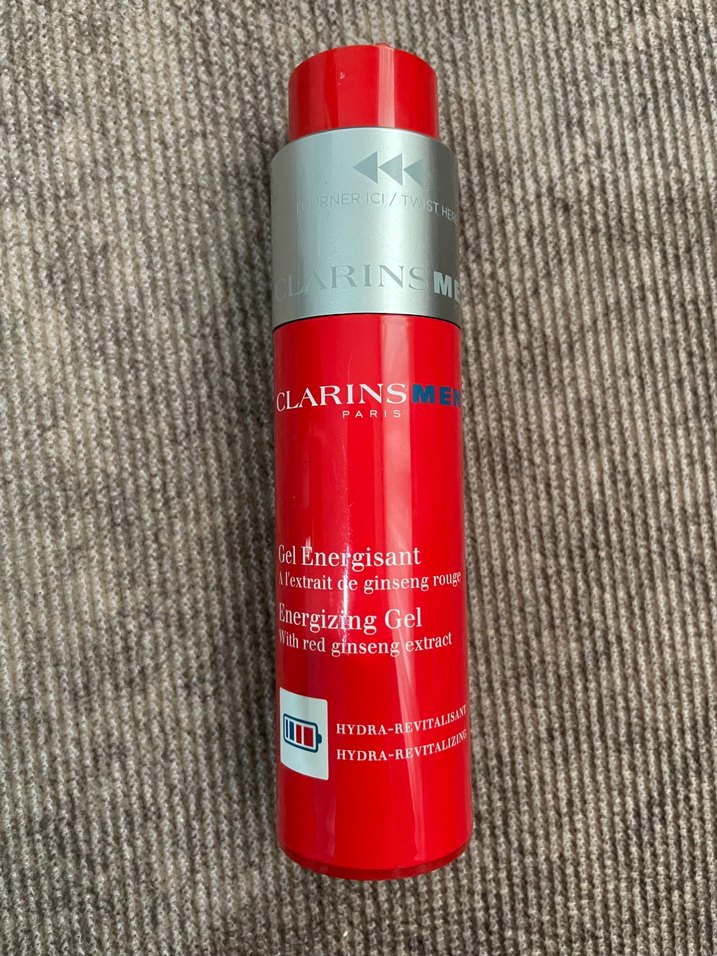 TOURNER ICI / TWIST HERE
CLARINSME
CLARINSMEN
PARIS
Gel Energisant
A l'extrait de ginseng rouge
Energizing Gel
With red ginseng extract
HYDRA-REVITALISANT
HYDRA-REVITALIZING